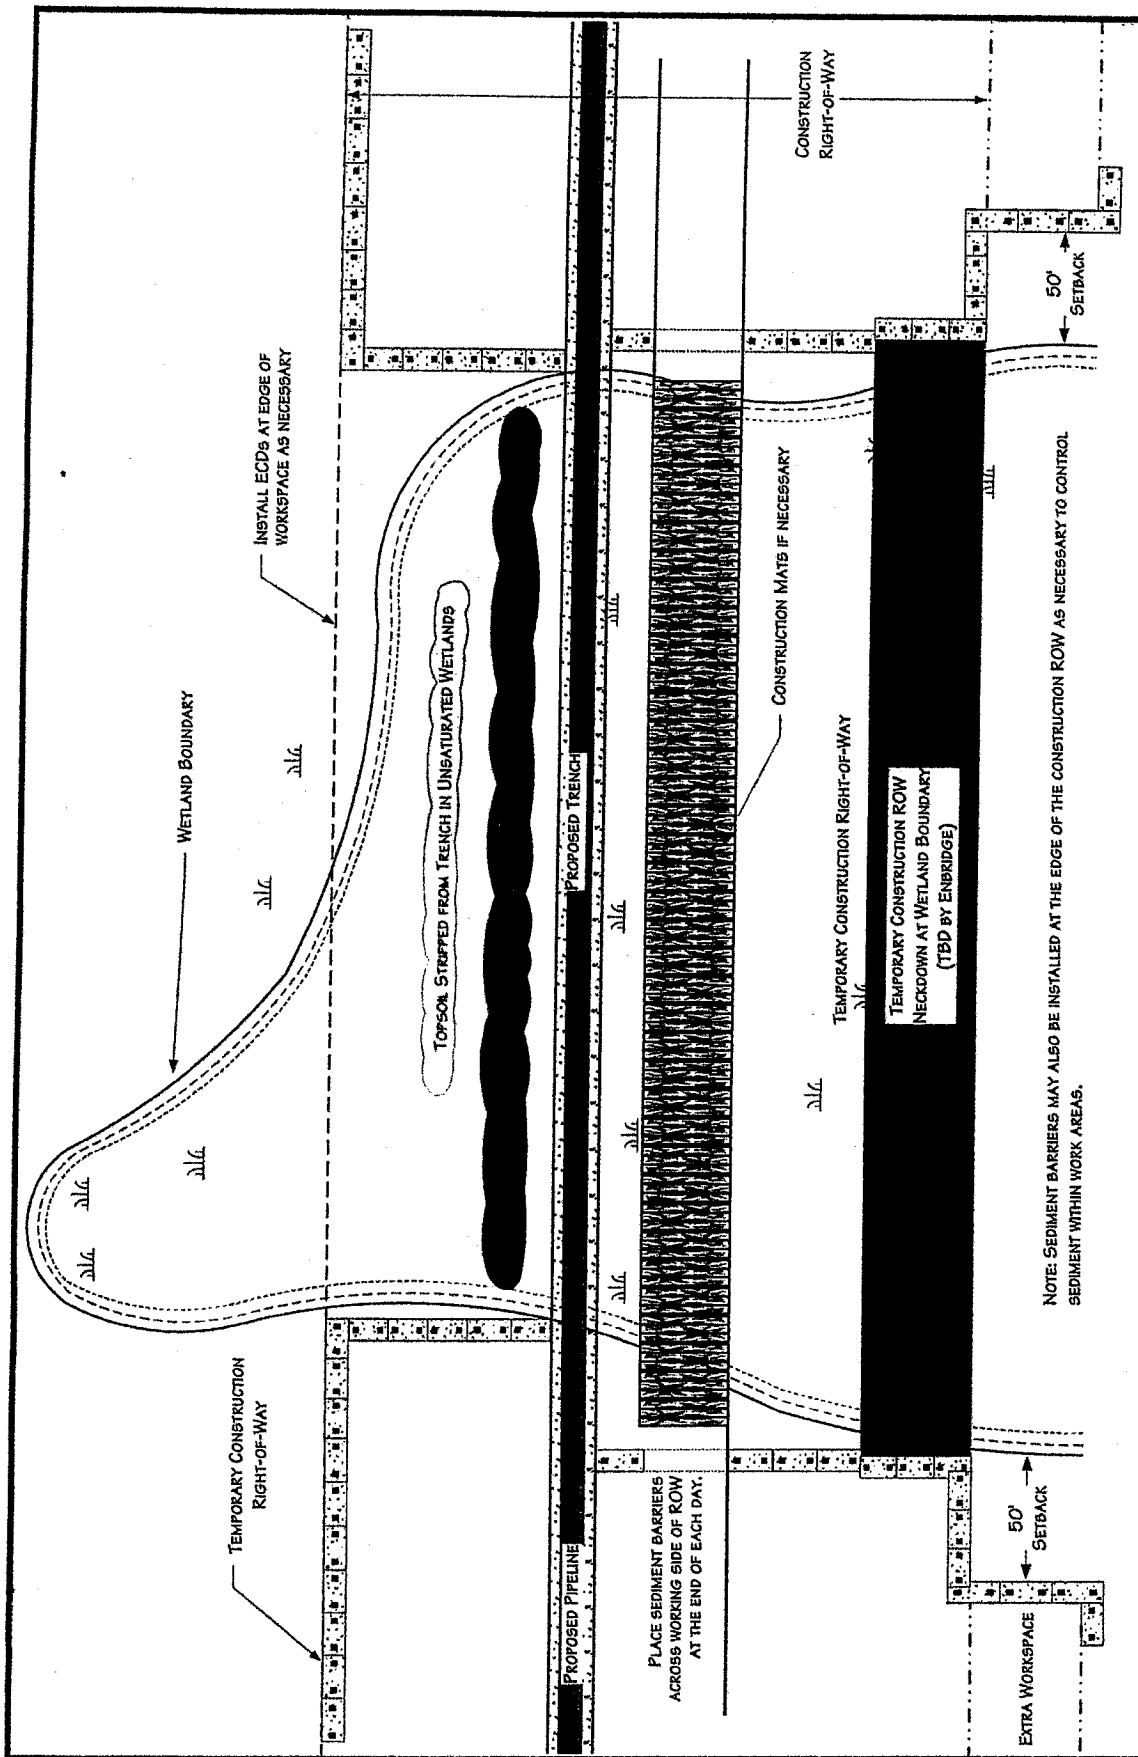 WETLAND BOUNDARY
INSTALL ECDS AT EDGE OF
WORKSPACE AS NECESSARY
TEMPORARY CONSTRUCTION
RIGHT-OF-WAY
TOPSOIL STRIPPED FROM TRENCH IN UNSATURATED WETLANDS
PROPOSED PIPELINE
PROPOSED TRENCH
CONSTRUCTION
RIGHT-OF-WAY
PLACE SEDIMENT BARRIERS
ACROSS WORKING SIDE OF ROW
AT THE END OF EACH DAY.
CONSTRUCTION MATS IF NECESSARY
TEMPORARY CONSTRUCTION RIGHT-OF-WAY
TEMPORARY CONSTRUCTION ROW
NECKDOWN AT WETLAND BOUNDARY
(TBD BY ENBRIDGE)
50'
SETBACK
50'
SETBACK
EXTRA WORKSPACE
NOTE: SEDIMENT BARRIERS MAY ALSO BE INSTALLED AT THE EDGE OF THE CONSTRUCTION ROW AS NECESSARY TO CONTROL
SEDIMENT WITHIN WORK AREAS.